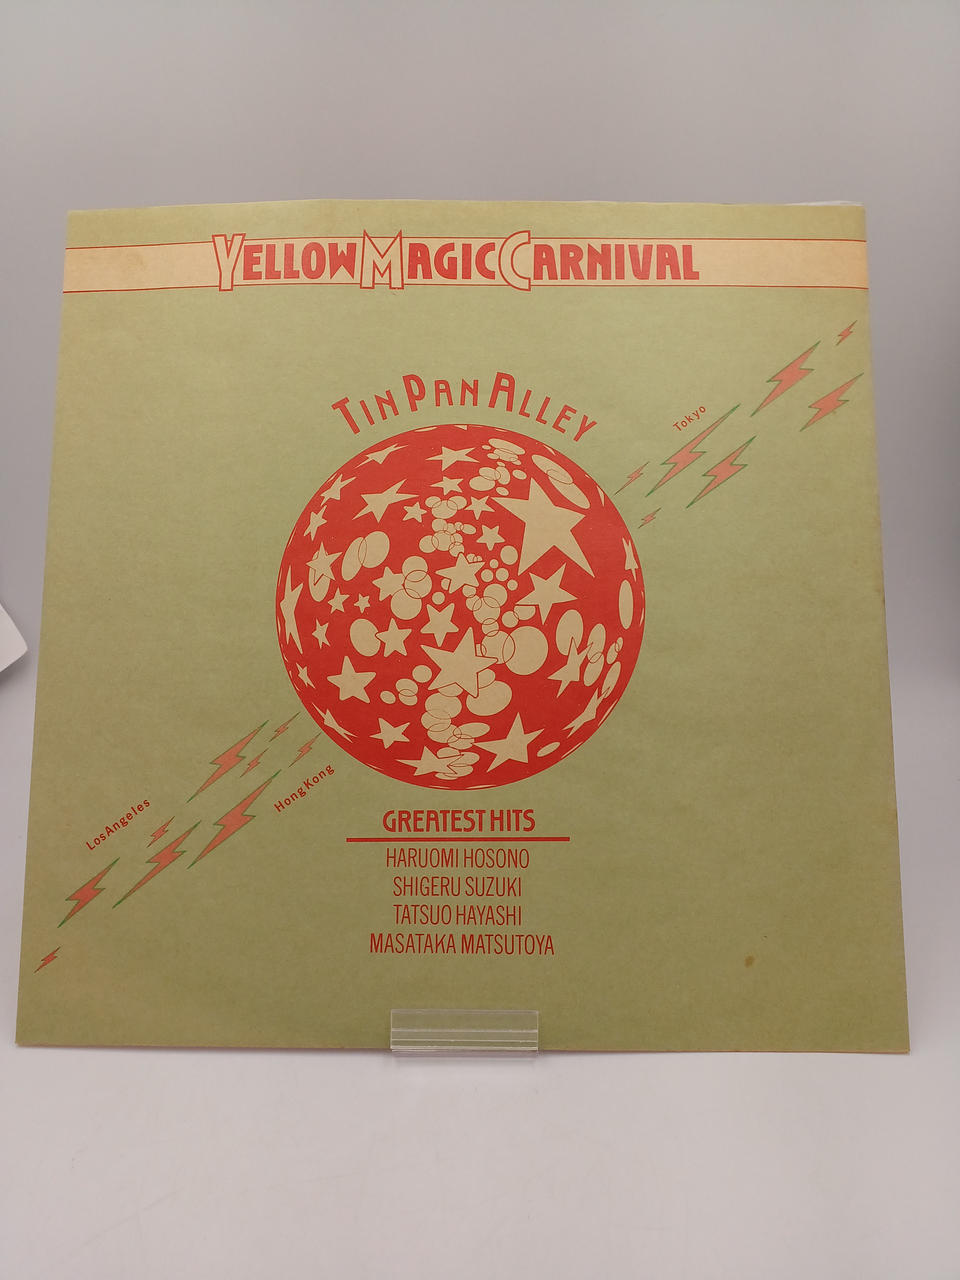 YELLOW MAGIC CARNIVAL
TIN PAN ALLEY
Tokyo
Los Angeles
Hong Kong
GREATEST HITS
HARUOMI HOSONO
SHIGERU SUZUKI
TATSUO HAYASHI
MASATAKA MATSUTOYA